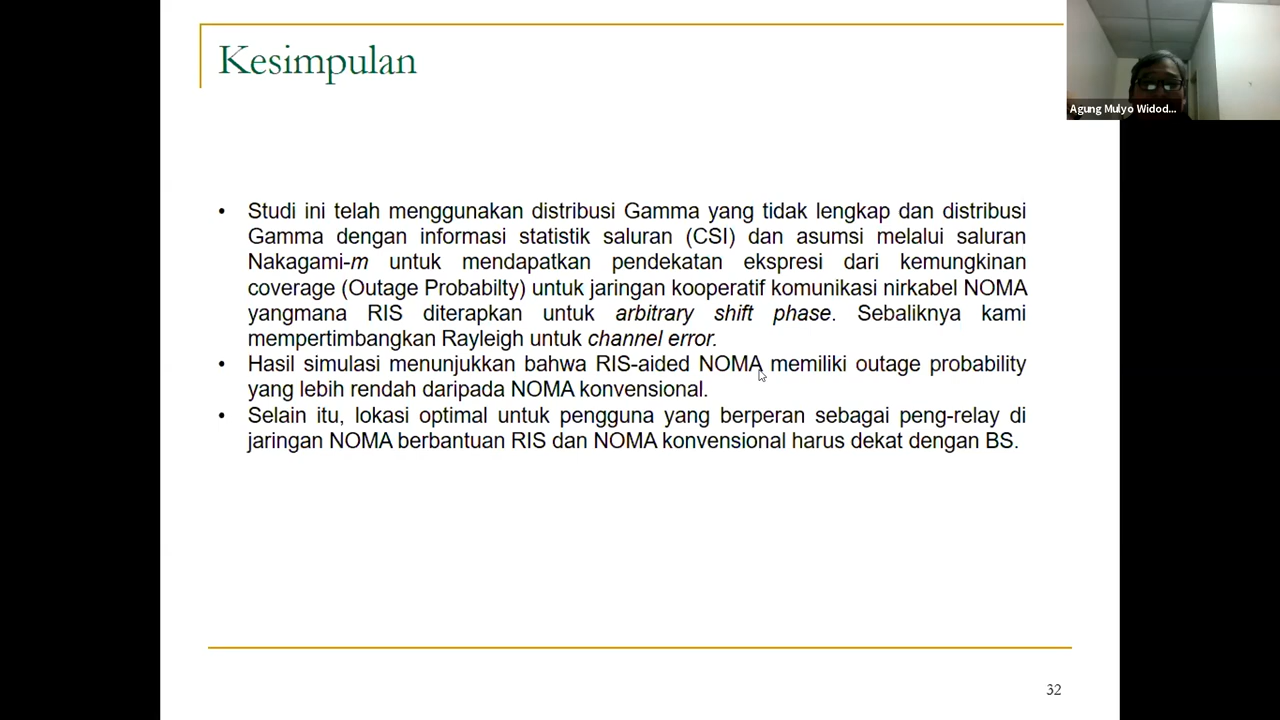 Kesimpulan
Agung Mulyo Widod...
• Studi ini telah menggunakan distribusi Gamma yang tidak lengkap dan distribusi
Gamma dengan informasi statistik saluran (CSI) dan asumsi melalui saluran
Nakagami-m untuk mendapatkan pendekatan ekspresi dari kemungkinan
coverage (Outage Probabilty) untuk jaringan kooperatif komunikasi nirkabel NOMA
yangmana RIS diterapkan untuk arbitrary shift phase. Sebaliknya kami
mempertimbangkan Rayleigh untuk channel error.
• Hasil simulasi menunjukkan bahwa RIS-aided NOMA memiliki outage probability
yang lebih rendah daripada NOMA konvensional.
• Selain itu, lokasi optimal untuk pengguna yang berperan sebagai peng-relay di
jaringan NOMA berbantuan RIS dan NOMA konvensional harus dekat dengan BS.
32